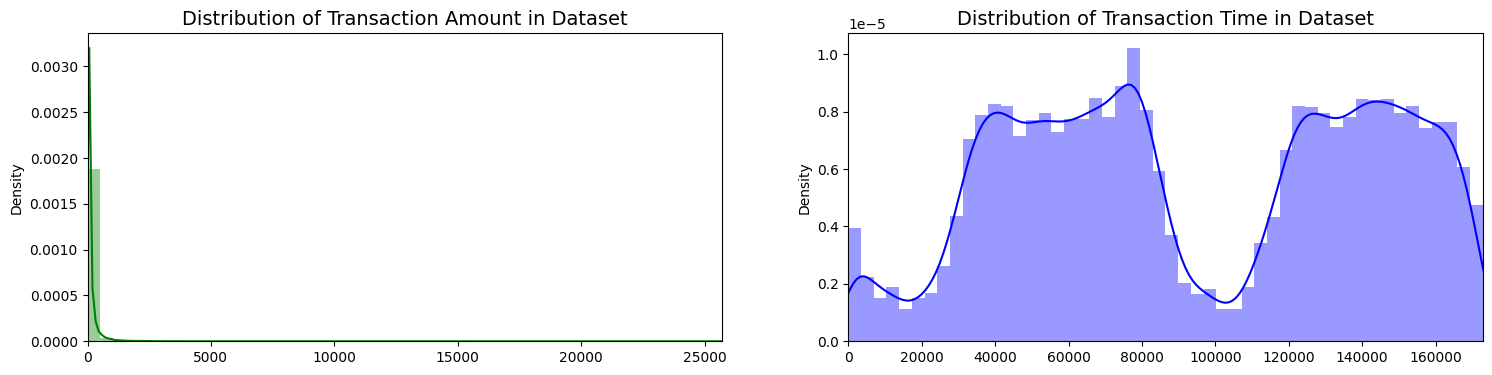 Distribution of Transaction Amount in Dataset
Density
0.0030
0.0025
0.0020
0.0015
0.0010
0.0005
0.0000
0 5000 10000 15000 20000 25000
Distribution of Transaction Time in Dataset
1e−5
Density
1.0
0.8
0.6
0.4
0.2
0.0
0 20000 40000 60000 80000 100000 120000 140000 160000